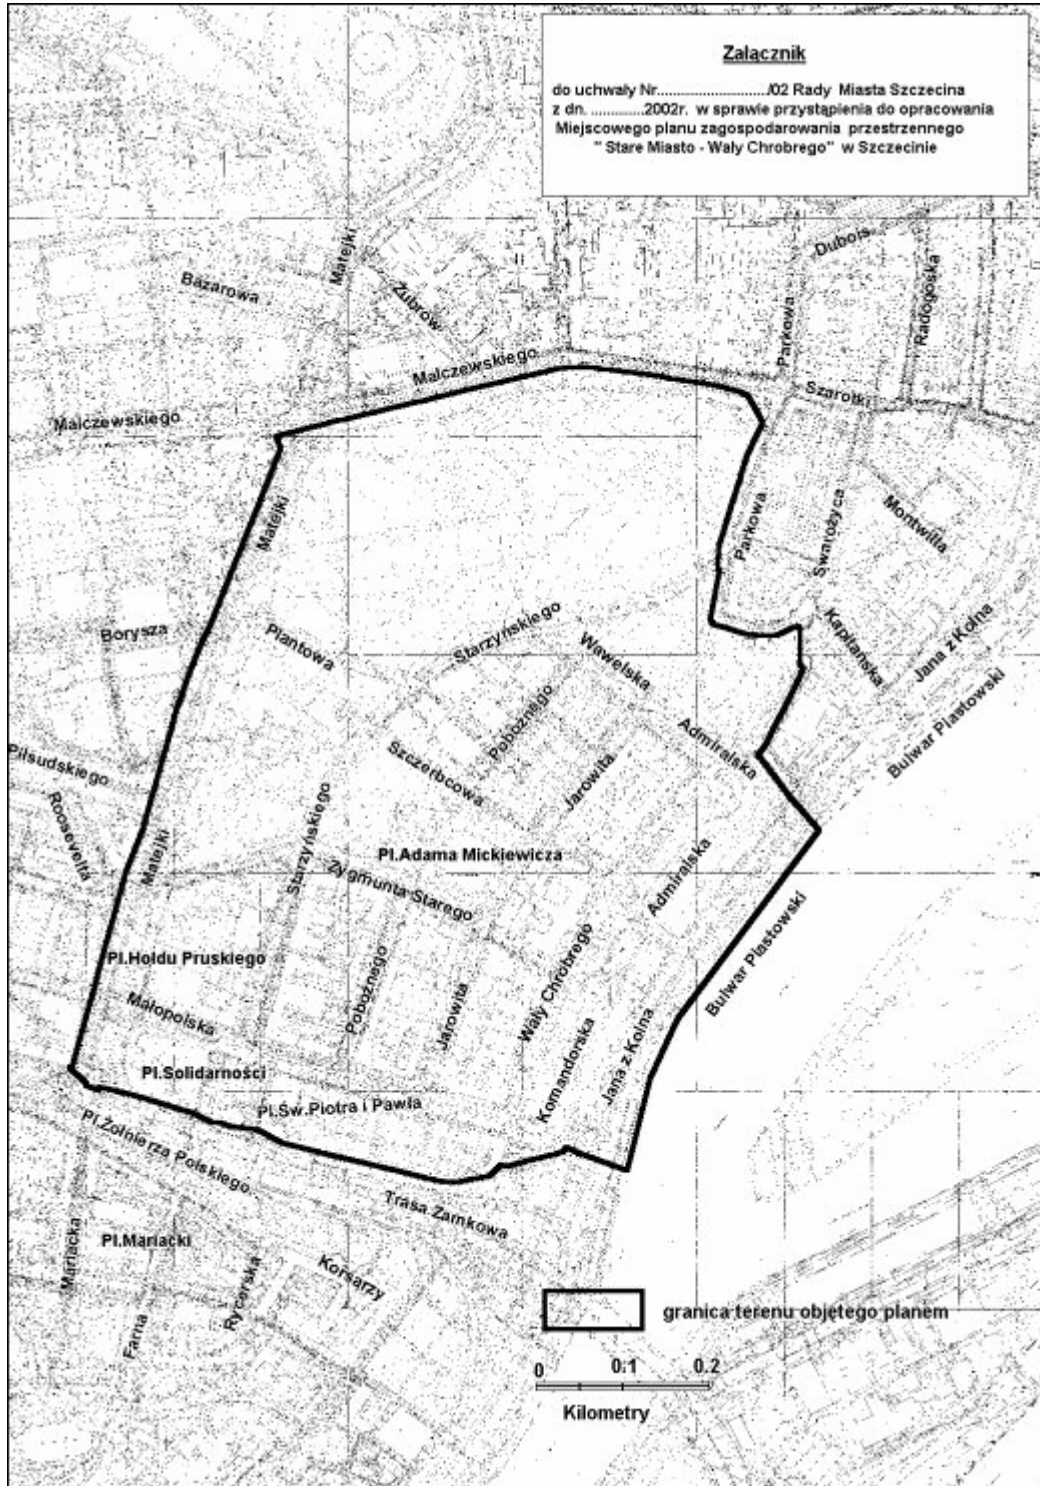 Załącznik
do uchwały Nr............................./02 Rady Miasta Szczecina
z dn. .............2002r. w sprawie przystąpienia do opracowania
Miejscowego planu zagospodarowania przestrzennego
" Stare Miasto - Wały Chrobrego" w Szczecinie
Dubois
Matejki
Bazarowa
Żubrów
Parkowa
Radogoska
Malczewskiego
Szarotki
Malczewskiego
Matejki
Parkowa
Swarożyca
Montwiłła
Borysza
Plantowa
Starzyńskiego
Wawelska
Kapitańska
Jana z Kolna
Bulwar Piastowski
Pobożnego
Admiralska
Piłsudskiego
Szczerbcowa
Jarowita
Roosevelta
Matejki
Starzyńskiego
Pl.Adama Mickiewicza
Zygmunta Starego
Admiralska
Bulwar Piastowski
Pl.Hołdu Pruskiego
Pobożnego
Jarowita
Wały Chrobrego
Małopolska
Komandorska
Jana z Kolna
Pl.Solidarności
Pl.Św.Piotra i Pawła
Pl.Żołnierza Polskiego
Trasa Zamkowa
Mariacka
Pl.Mariacki
Farna
Rycerska
Korsarzy
granica terenu objętego planem
0 0.1 0.2
Kilometry